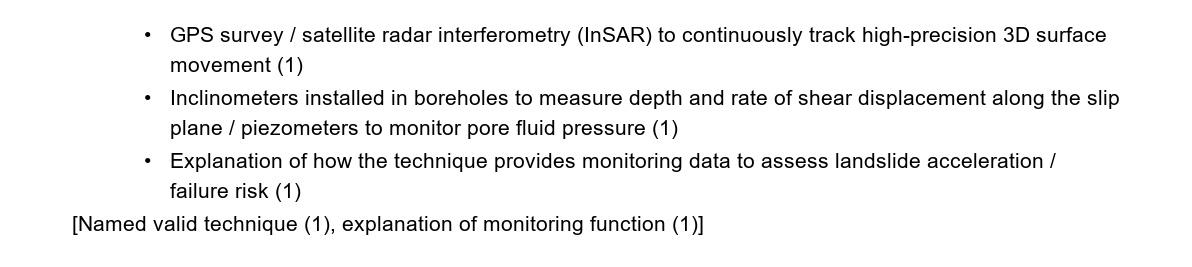 • GPS survey / satellite radar interferometry (InSAR) to continuously track high-precision 3D surface
movement (1)
• Inclinometers installed in boreholes to measure depth and rate of shear displacement along the slip
plane / piezometers to monitor pore fluid pressure (1)
• Explanation of how the technique provides monitoring data to assess landslide acceleration /
failure risk (1)
[Named valid technique (1), explanation of monitoring function (1)]